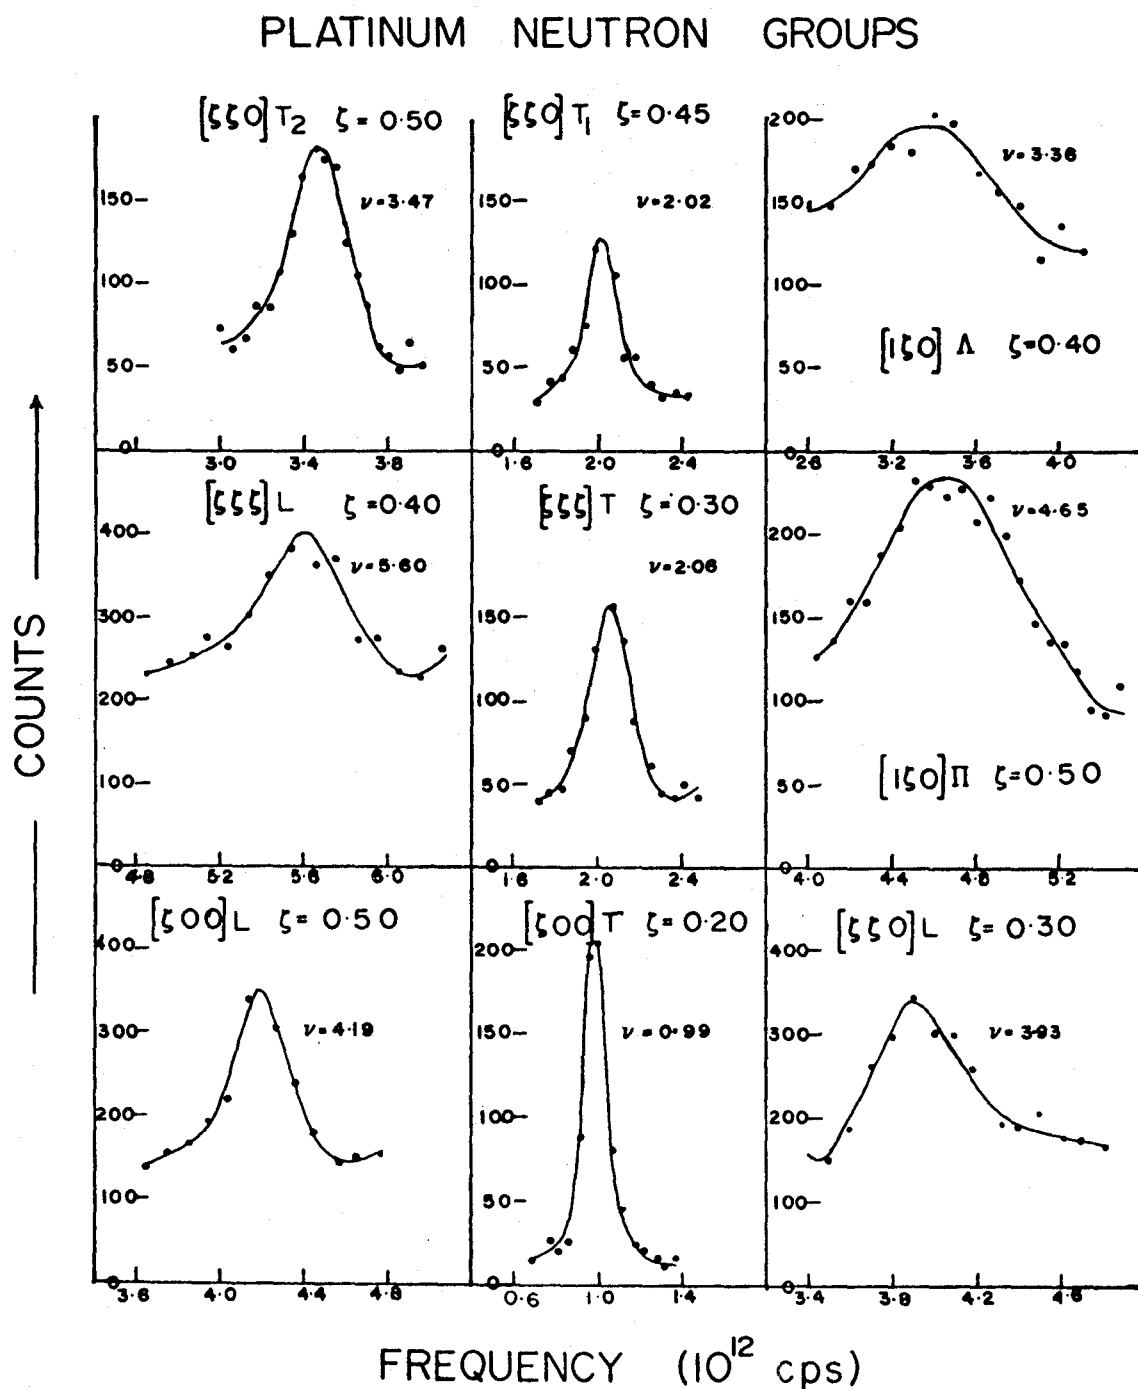 PLATINUM NEUTRON GROUPS
[ζζ0] T2 ζ = 0·50
ν=3·47
150
100
50
0
3·0 3·4 3·8
[ζζ0] T1 ζ=0·45
ν=2·02
150
100
50
0
1·6 2·0 2·4
200
ν=3·36
150
100
[1ζ0] Λ ζ=0·40
50
0
2·8 3·2 3·6 4·0
[ζζζ] L ζ=0·40
400
ν=5·60
300
200
100
0
4·8 5·2 5·6 6·0
[ζζζ] T ζ=0·30
ν=2·06
150
100
50
0
1·6 2·0 2·4
200
ν=4·65
150
100
[1ζ0] Π ζ=0·50
50
0
4·0 4·4 4·8 5·2
[ζ00] L ζ=0·50
400
300
ν=4·19
200
100
0
3·6 4·0 4·4 4·8
[ζ00] T ζ=0·20
200
150
ν=0·99
100
50
0
0·6 1·0 1·4
[ζζ0] L ζ=0·30
400
300
ν=3·93
200
100
0
3·4 3·8 4·2 4·6
COUNTS
FREQUENCY (10^12 cps)